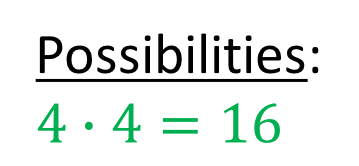 Possibilities:
4 · 4 = 16